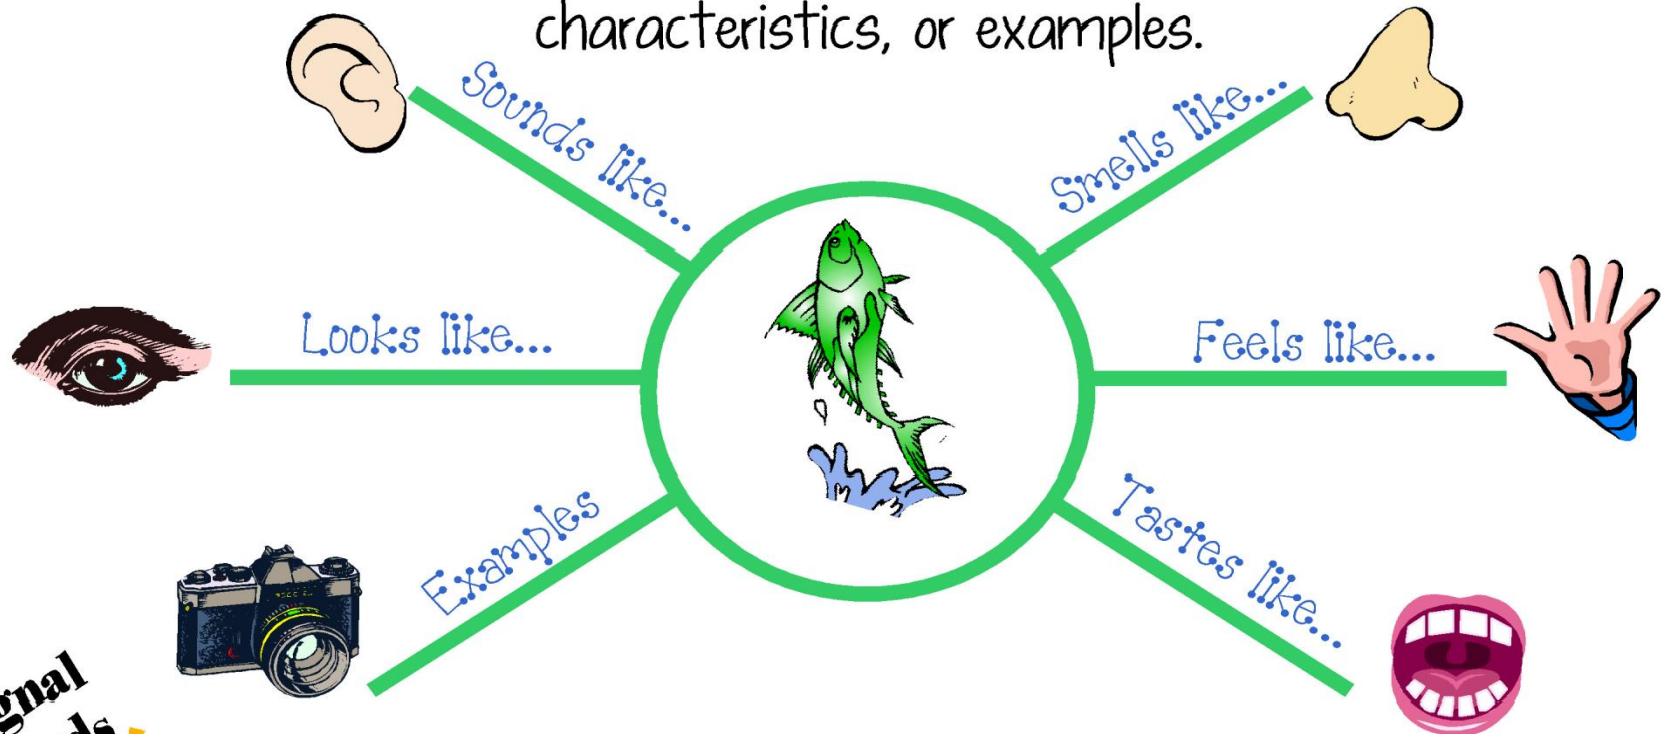 characteristics, or examples.
Sounds like...
Smells like...
Looks like...
Feels like...
Examples
Tastes like...